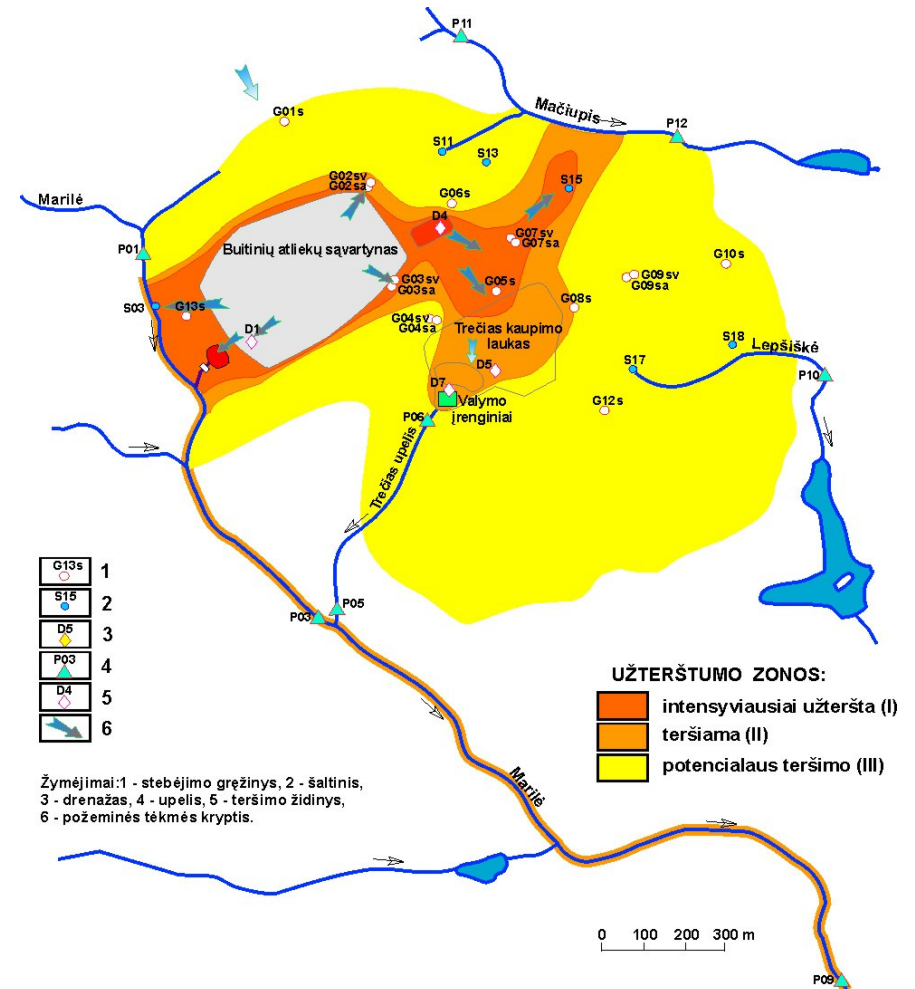 P11
Mačiupis
P12
G01s
S11
S13
G02sv
G02sa
S15
Marilė
G06s
D4
G07sv
G07sa
P01
Buitinių atliekų sąvartynas
G10s
G09sv
G09sa
G03sv
G03sa
G05s
S03
G13s
G08s
G04sv
G04sa
D1
Trečias kaupimo
laukas
S18
Lepšiškė
S17
D5
P10
D7
Valymo
įrenginiai
G12s
P06
Trečias upelis
G13s 1
S15 2
D5 3
P03 4
D4 5
6
P03
P05
UŽTERŠTUMO ZONOS:
intensyviausiai užteršta (I)
teršiama (II)
potencialaus teršimo (III)
Marilė
Žymėjimai:1 - stebėjimo gręžinys, 2 - šaltinis,
3 - drenažas, 4 - upelis, 5 - teršimo židinys,
6 - požeminės tėkmės kryptis.
0 100 200 300 m
P09